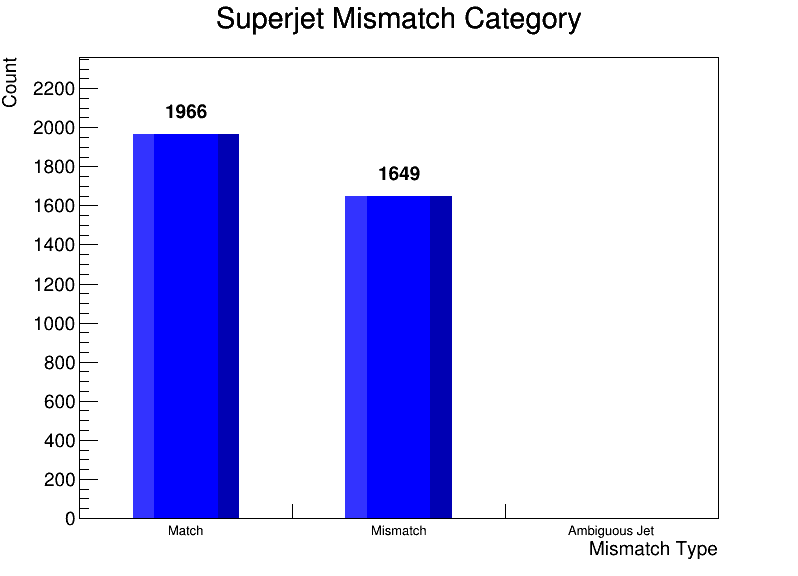 Superjet Mismatch Category
Count
2200
2000
1800
1600
1400
1200
1000
800
600
400
200
0
1966
1649
Match
Mismatch
Ambiguous Jet
Mismatch Type